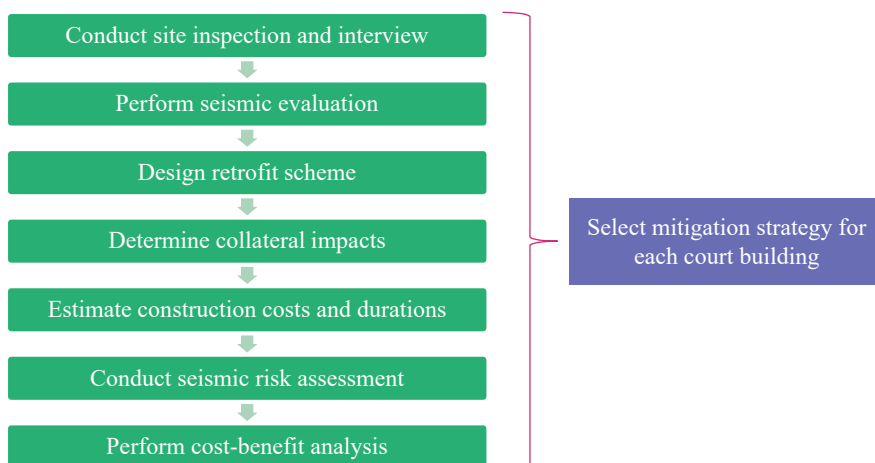 Conduct site inspection and interview
Perform seismic evaluation
Design retrofit scheme
Determine collateral impacts
Estimate construction costs and durations
Conduct seismic risk assessment
Perform cost-benefit analysis
Select mitigation strategy for
each court building